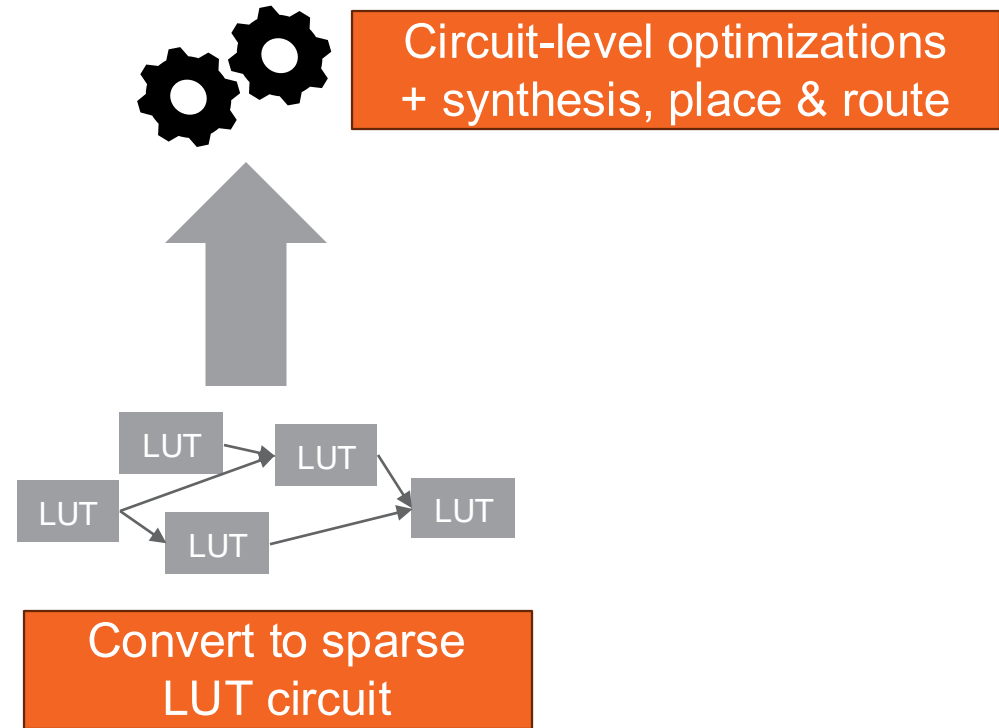 Circuit-level optimizations
+ synthesis, place & route
LUT
LUT
LUT
LUT
LUT
Convert to sparse
LUT circuit